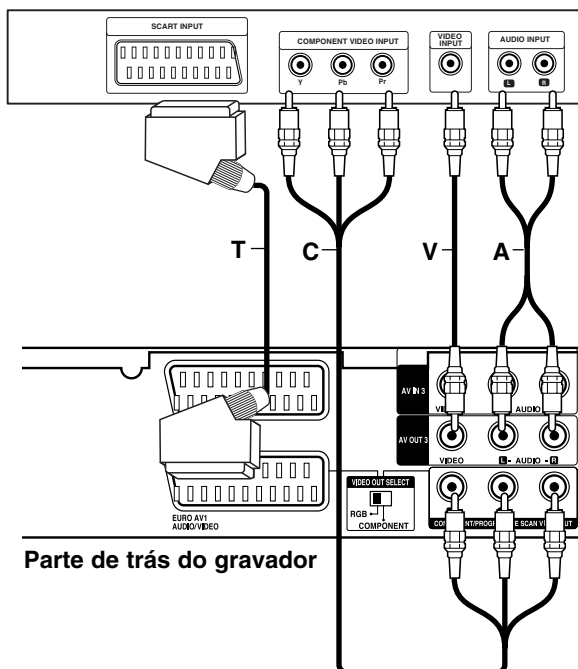 SCART INPUT
COMPONENT VIDEO INPUT
Y Pb Pr
VIDEO
INPUT
AUDIO INPUT
L R
T C V A
AV IN 3
AUDIO
AV OUT 3
VIDEO L - AUDIO - R
VIDEO OUT SELECT
RGB
COMPONENT
EURO AV1
AUDIO/VIDEO
SCAN
Parte de trás do gravador